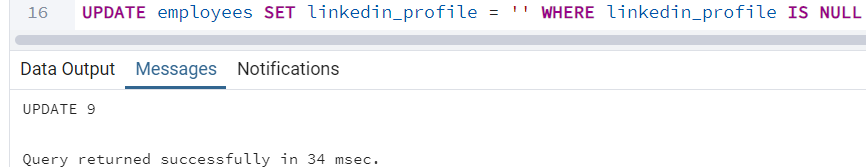 16 UPDATE employees SET linkedin_profile = '' WHERE linkedin_profile IS NULL
Data Output Messages Notifications
UPDATE 9
Query returned successfully in 34 msec.